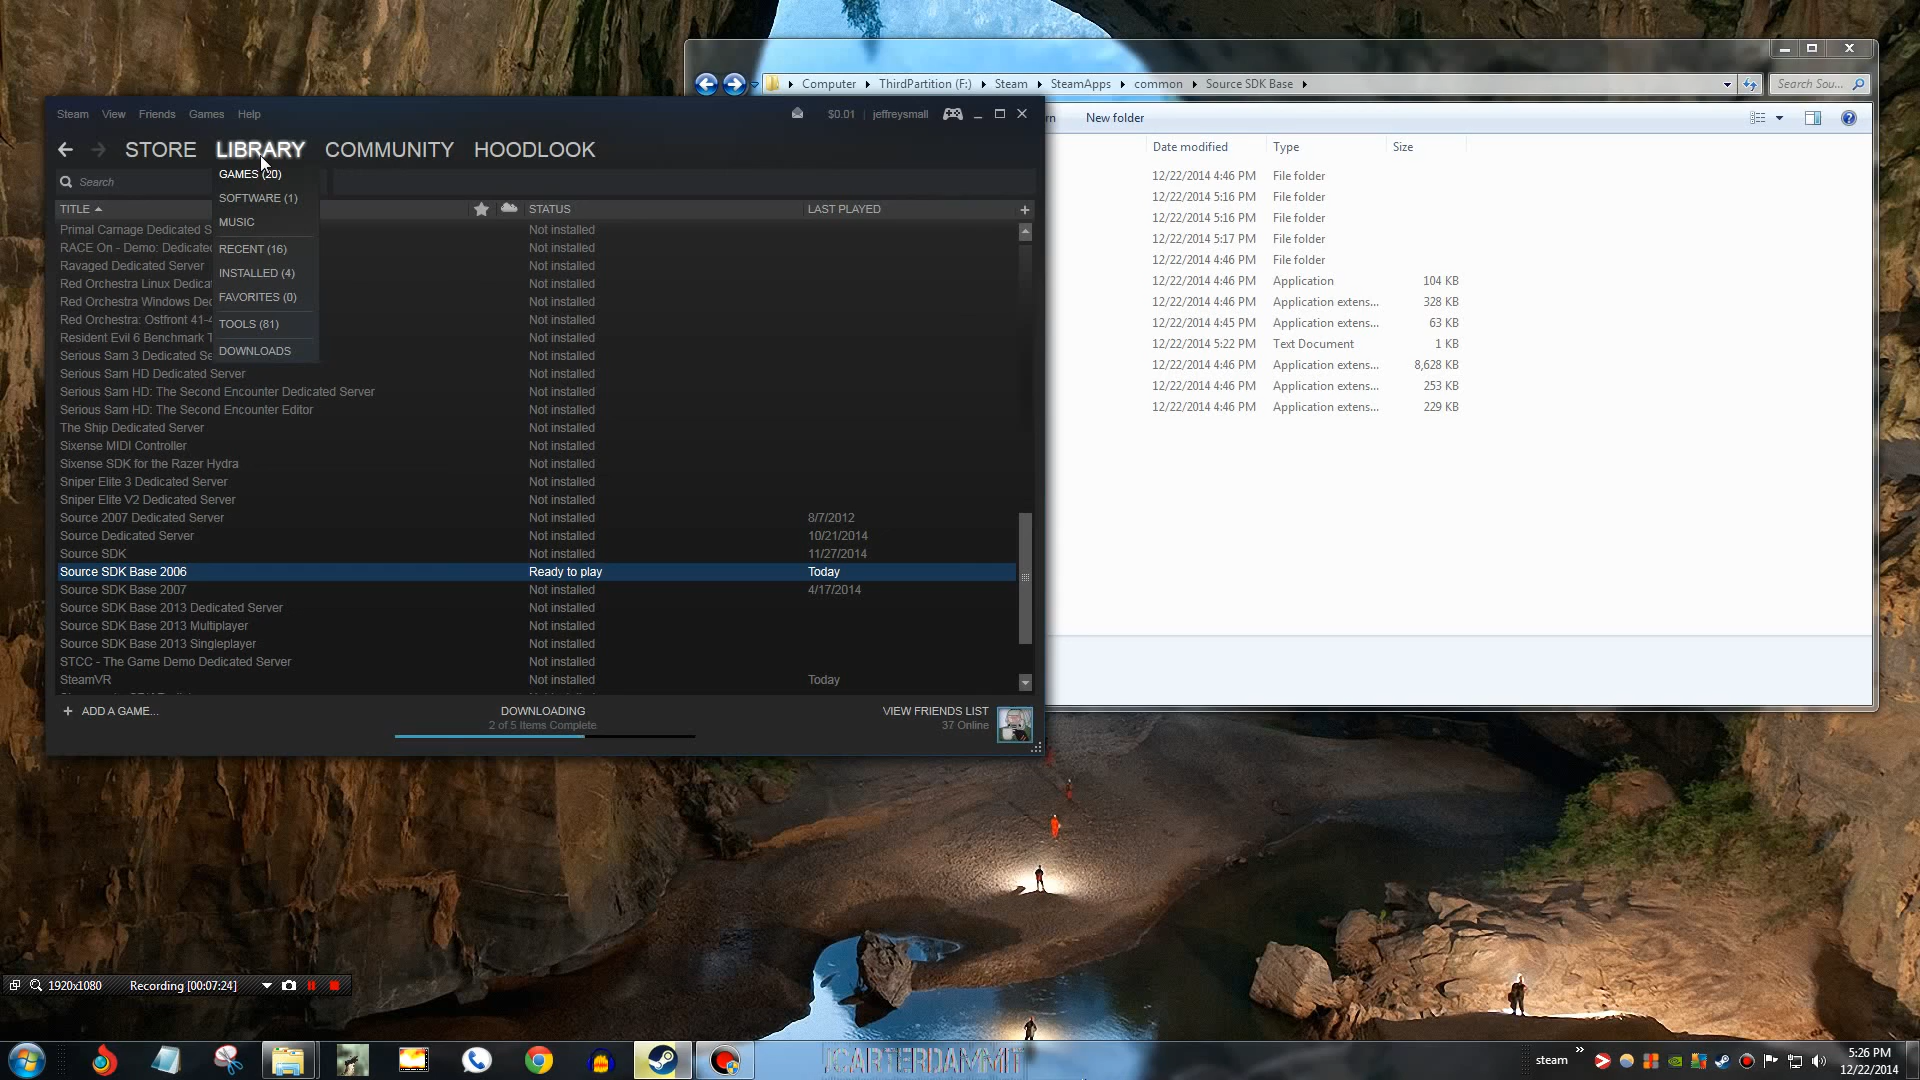 Computer ▸ ThirdPartition (F:) ▸ Steam ▸ SteamApps ▸ common ▸ Source SDK Base ▸
Search Sou...
New folder
Date modified Type Size
12/22/2014 4:46 PM File folder
12/22/2014 5:16 PM File folder
12/22/2014 5:16 PM File folder
12/22/2014 5:17 PM File folder
12/22/2014 4:46 PM File folder
12/22/2014 4:46 PM Application 104 KB
12/22/2014 4:46 PM Application extens... 328 KB
12/22/2014 4:45 PM Application extens... 63 KB
12/22/2014 5:22 PM Text Document 1 KB
12/22/2014 4:46 PM Application extens... 8,628 KB
12/22/2014 4:46 PM Application extens... 253 KB
12/22/2014 4:46 PM Application extens... 229 KB
Steam View Friends Games Help
$0.01 | jeffreysmall
STORE LIBRARY COMMUNITY HOODLOOK
Search
GAMES (20)
SOFTWARE (1)
MUSIC
RECENT (16)
INSTALLED (4)
FAVORITES (0)
TOOLS (81)
DOWNLOADS
TITLE STATUS LAST PLAYED
Primal Carnage Dedicated S Not installed
RACE On - Demo: Dedicate Not installed
Ravaged Dedicated Server Not installed
Red Orchestra Linux Dedica Not installed
Red Orchestra Windows Dec Not installed
Red Orchestra: Ostfront 41-4 Not installed
Resident Evil 6 Benchmark T Not installed
Serious Sam 3 Dedicated Se Not installed
Serious Sam HD Dedicated Server Not installed
Serious Sam HD: The Second Encounter Dedicated Server Not installed
Serious Sam HD: The Second Encounter Editor Not installed
The Ship Dedicated Server Not installed
Sixense MIDI Controller Not installed
Sixense SDK for the Razer Hydra Not installed
Sniper Elite 3 Dedicated Server Not installed
Sniper Elite V2 Dedicated Server Not installed
Source 2007 Dedicated Server Not installed 8/7/2012
Source Dedicated Server Not installed 10/21/2014
Source SDK Not installed 11/27/2014
Source SDK Base 2006 Ready to play Today
Source SDK Base 2007 Not installed 4/17/2014
Source SDK Base 2013 Dedicated Server Not installed
Source SDK Base 2013 Multiplayer Not installed
Source SDK Base 2013 Singleplayer Not installed
STCC - The Game Demo Dedicated Server Not installed
SteamVR Not installed Today
+ ADD A GAME...
DOWNLOADING
2 of 5 Items Complete
VIEW FRIENDS LIST
37 Online
1920x1080 Recording [00:07:24]
JCARTERDAMMIT
steam
5:26 PM
12/22/2014